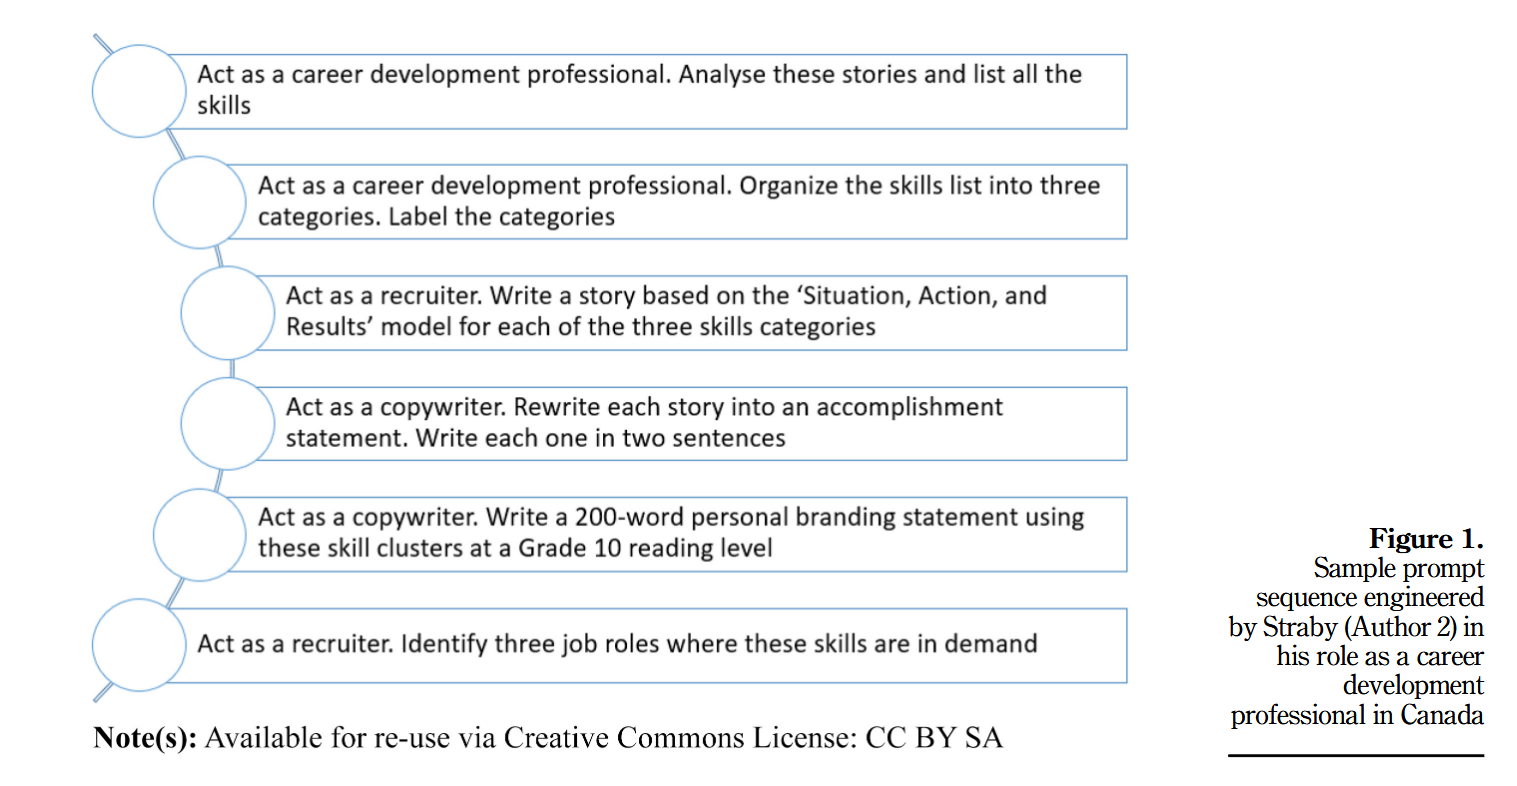 Act as a career development professional. Analyse these stories and list all the
skills
Act as a career development professional. Organize the skills list into three
categories. Label the categories
Act as a recruiter. Write a story based on the ‘Situation, Action, and
Results’ model for each of the three skills categories
Act as a copywriter. Rewrite each story into an accomplishment
statement. Write each one in two sentences
Act as a copywriter. Write a 200-word personal branding statement using
these skill clusters at a Grade 10 reading level
Act as a recruiter. Identify three job roles where these skills are in demand
Note(s): Available for re-use via Creative Commons License: CC BY SA
Figure 1.
Sample prompt
sequence engineered
by Straby (Author 2) in
his role as a career
development
professional in Canada